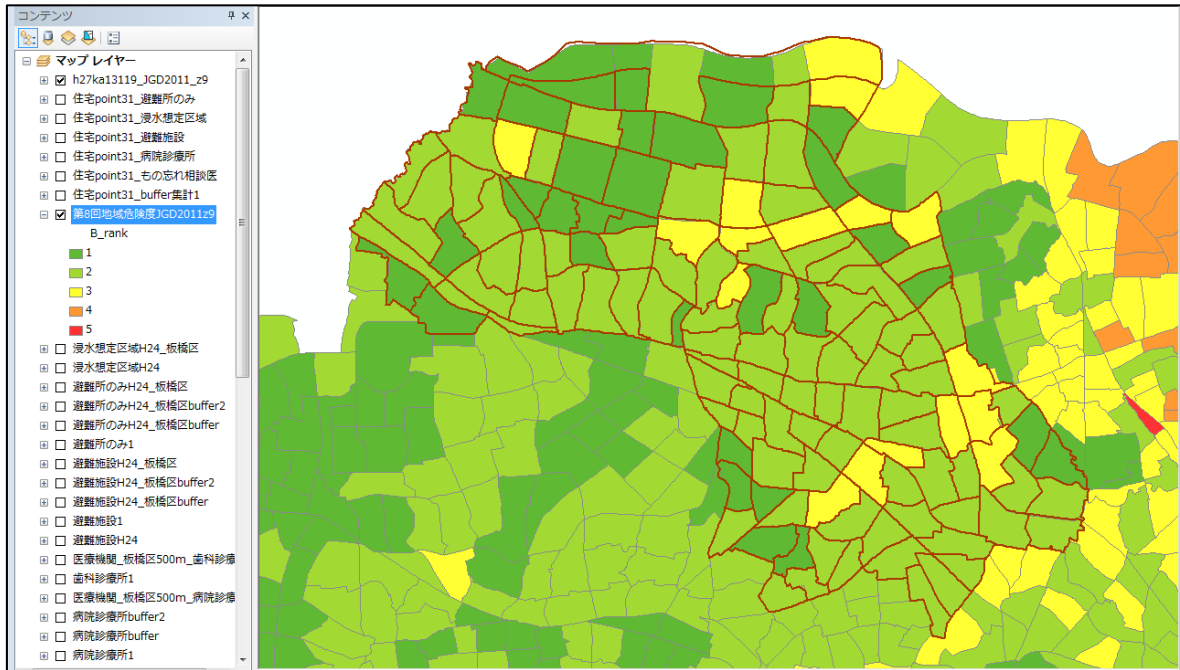 コンテンツ
マップ レイヤー
h27ka13119_JGD2011_z9
住宅point31_避難所のみ
住宅point31_浸水想定区域
住宅point31_避難施設
住宅point31_病院診療所
住宅point31_もの忘れ相談医
住宅point31_buffer集計1
第8回地域危険度JGD2011z9
B_rank
1
2
3
4
5
浸水想定区域H24_板橋区
浸水想定区域H24
避難所のみH24_板橋区
避難所のみH24_板橋区buffer2
避難所のみH24_板橋区buffer
避難所のみ1
避難施設H24_板橋区
避難施設H24_板橋区buffer2
避難施設H24_板橋区buffer
避難施設1
避難施設H24
医療機関_板橋区500m_歯科診療
歯科診療所1
医療機関_板橋区500m_病院診療
病院診療所buffer2
病院診療所buffer
病院診療所1